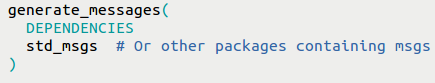 generate_messages(
DEPENDENCIES
std_msgs # Or other packages containing msgs
)